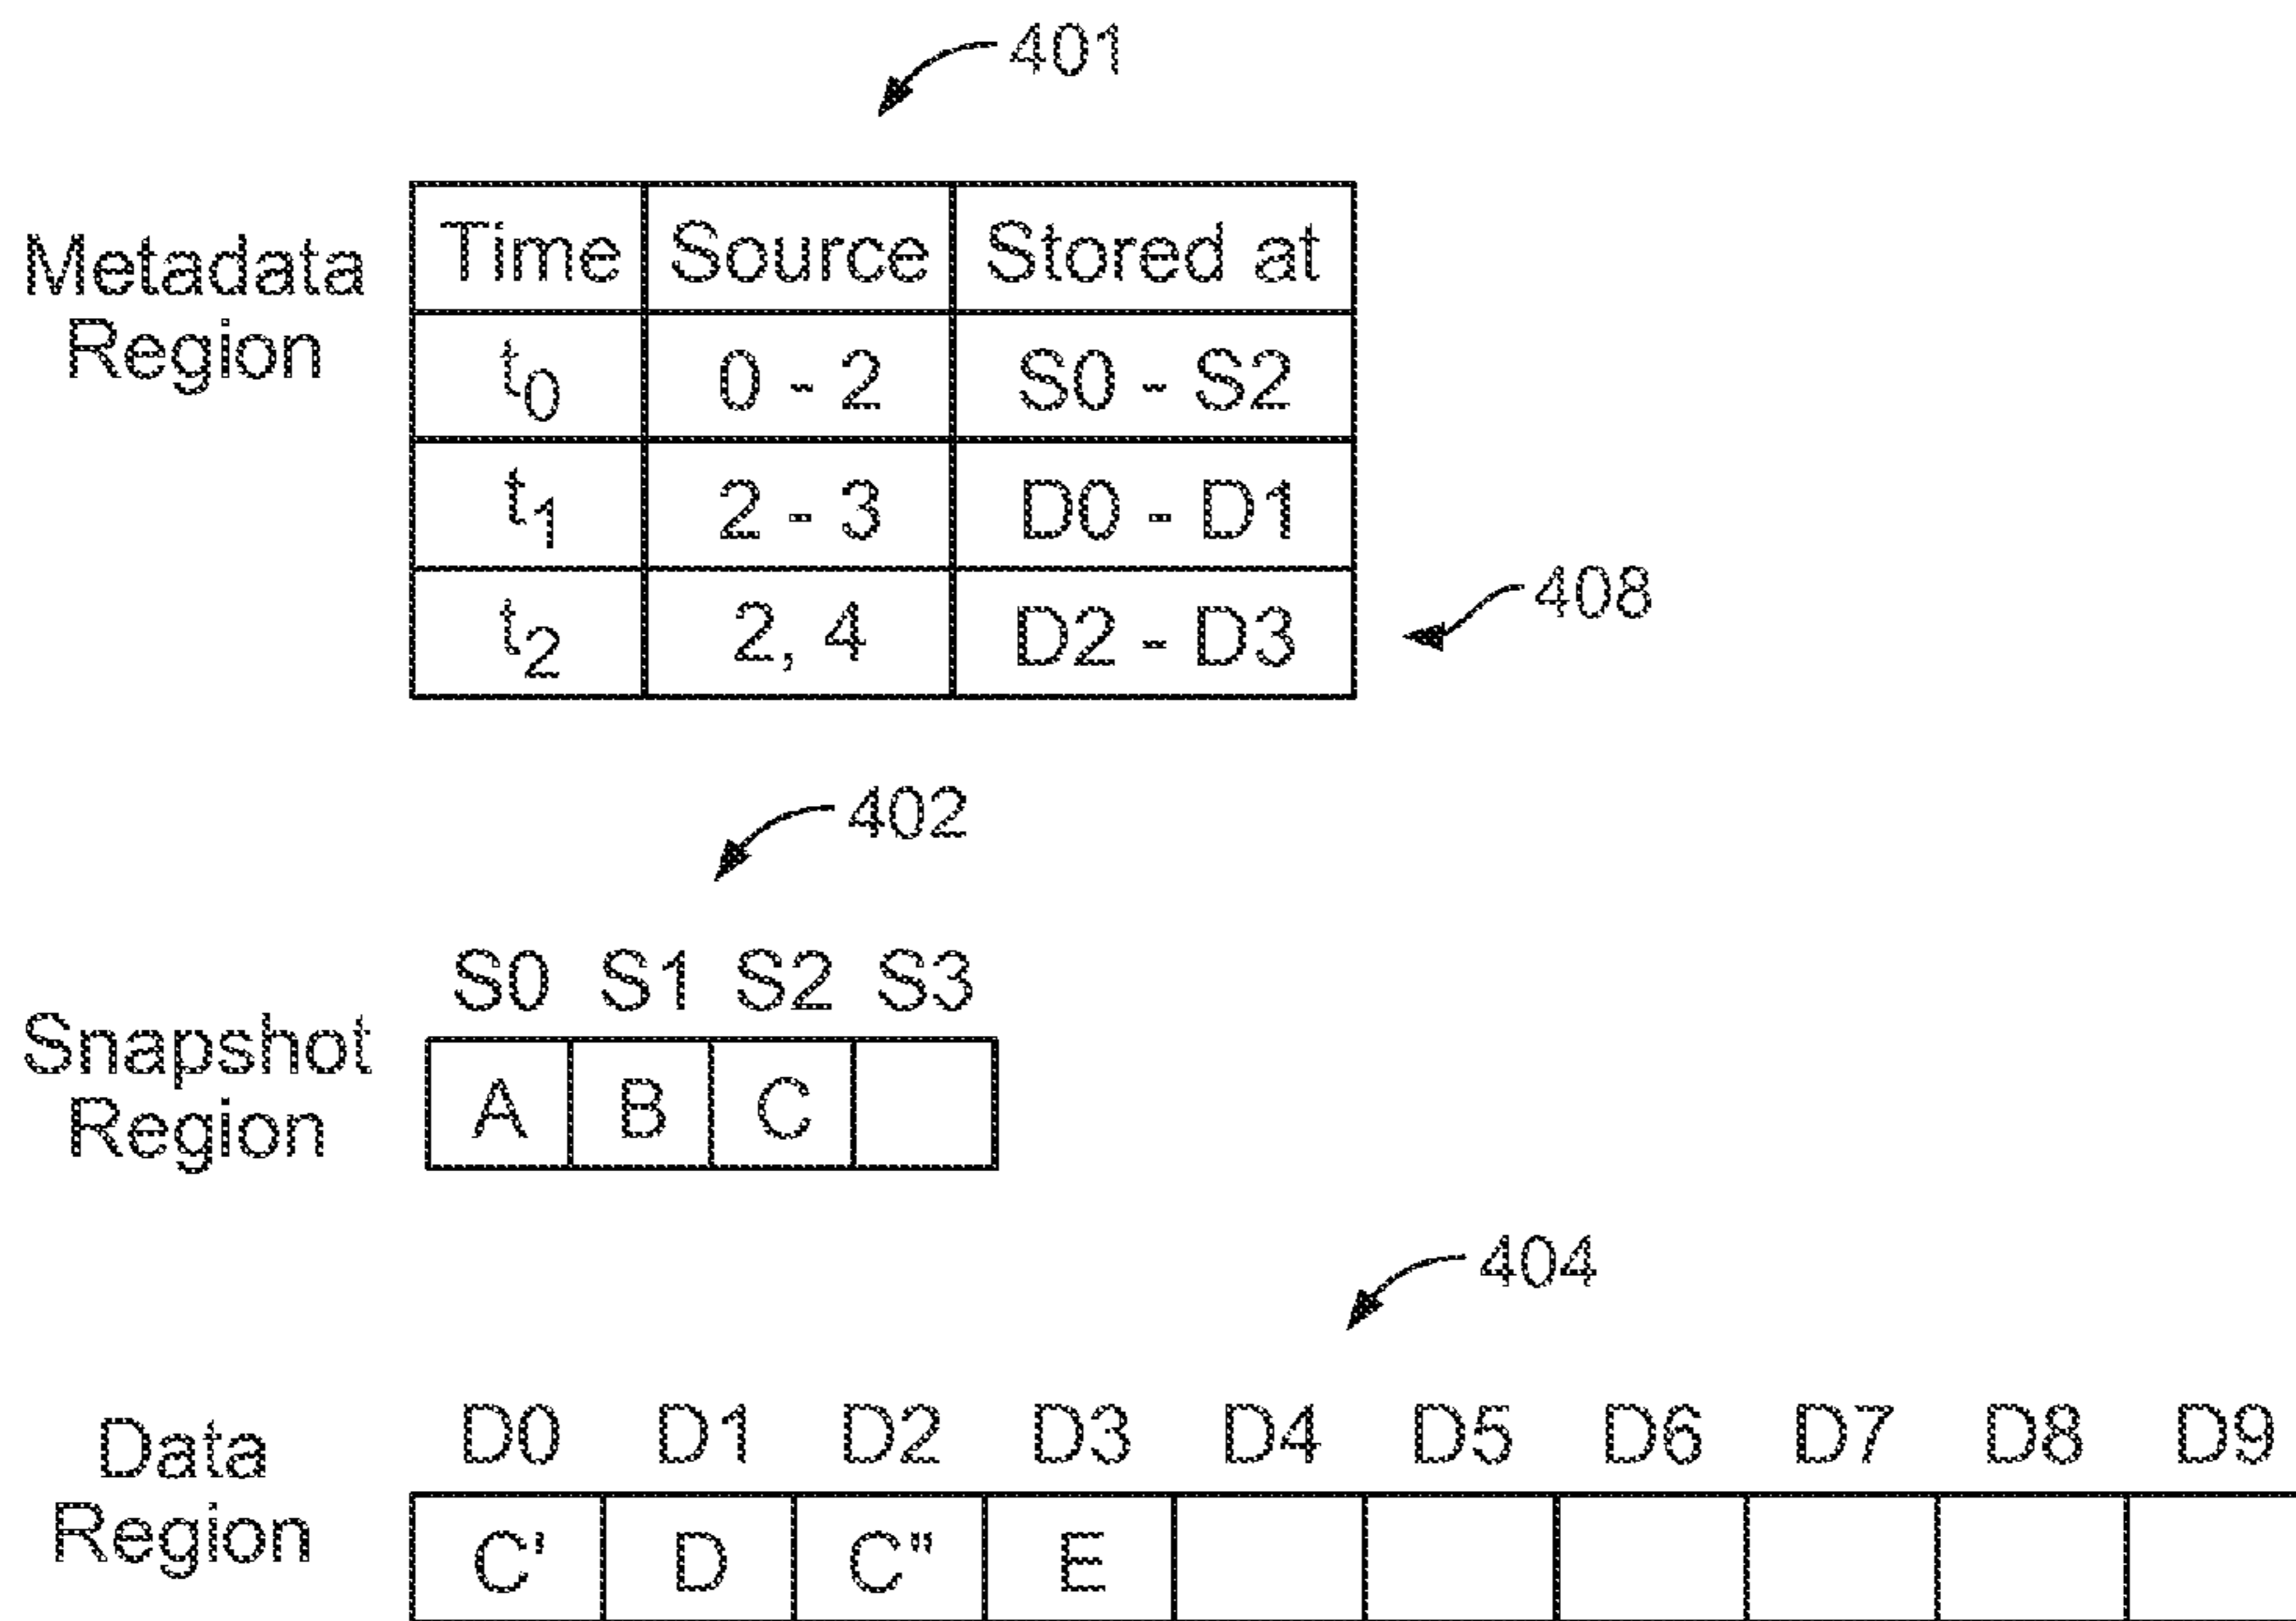 401
Metadata
Region
Time Source Stored at
t0 0 - 2 S0 - S2
t1 2 - 3 D0 - D1
t2 2, 4 D2 - D3
408
402
S0 S1 S2 S3
Snapshot
Region
A B C
404
D0 D1 D2 D3 D4 D5 D6 D7 D8 D9
Data
Region
C' D C" E